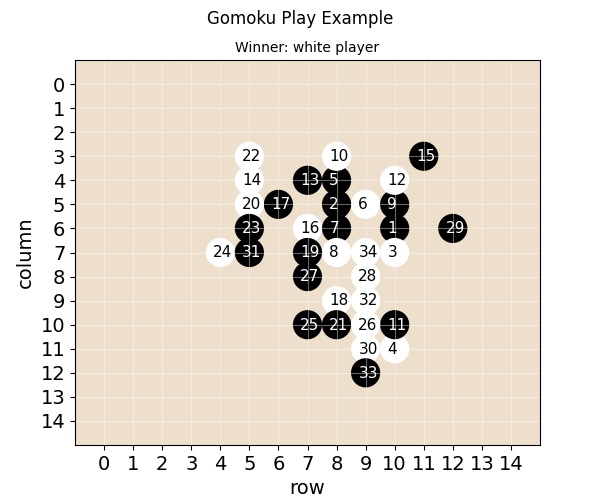 Gomoku Play Example
Winner: white player
0
1
2
3 22 10 15
4 14 13 5 12
5 20 17 2 6 9
6 23 16 7 1 29
7 24 31 19 8 34 3
8 27 28
9 18 32
10 25 21 26 11
11 30 4
12 33
13
14
column
0 1 2 3 4 5 6 7 8 9 10 11 12 13 14
row